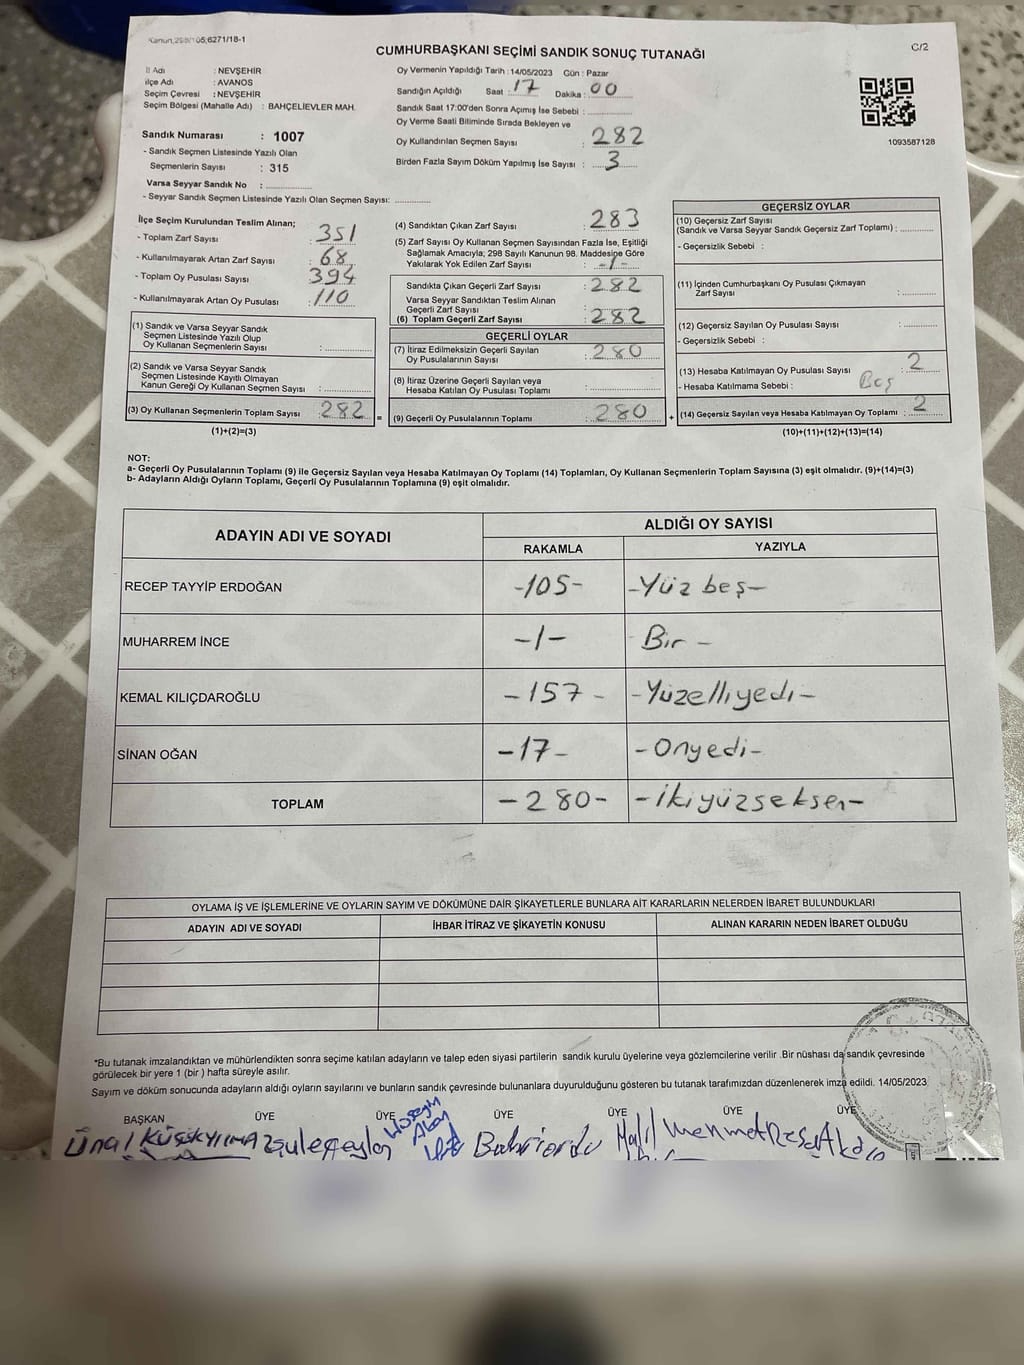 Kanun,298/105;6271/18-1
C/2
CUMHURBAŞKANI SEÇİMİ SANDIK SONUÇ TUTANAĞI
İl Adı : NEVŞEHİR
İlçe Adı : AVANOS
Seçim Çevresi : NEVŞEHİR
Seçim Bölgesi (Mahalle Adı) : BAHÇELİEVLER MAH.
Sandık Numarası : 1007
- Sandık Seçmen Listesinde Yazılı Olan
Seçmenlerin Sayısı : 315
Varsa Seyyar Sandık No :
- Seyyar Sandık Seçmen Listesinde Yazılı Olan Seçmen Sayısı:
Oy Vermenin Yapıldığı Tarih : 14/05/2023 Gün : Pazar
Sandığın Açıldığı Saat : 17 Dakika : 00
Sandık Saat 17:00'den Sonra Açımış İse Sebebi :
Oy Verme Saati Bitiminde Sırada Bekleyen ve
Oy Kullandırılan Seçmen Sayısı : 282
Birden Fazla Sayım Döküm Yapılmış İse Sayısı : 3
1093587128
İlçe Seçim Kurulundan Teslim Alınan;
- Toplam Zarf Sayısı : 351
- Kullanılmayarak Artan Zarf Sayısı : 68
- Toplam Oy Pusulası Sayısı : 394
- Kullanılmayarak Artan Oy Pusulası : 110
(1) Sandık ve Varsa Seyyar Sandık
Seçmen Listesinde Yazılı Olup
Oy Kullanan Seçmenlerin Sayısı :
(2) Sandık ve Varsa Seyyar Sandık
Seçmen Listesinde Kayıtlı Olmayan
Kanun Gereği Oy Kullanan Seçmen Sayısı :
(3) Oy Kullanan Seçmenlerin Toplam Sayısı : 282 =
(1)+(2)=(3)
(4) Sandıktan Çıkan Zarf Sayısı : 283
(5) Zarf Sayısı Oy Kullanan Seçmen Sayısından Fazla İse, Eşitliği
Sağlamak Amacıyla; 298 Sayılı Kanunun 98. Maddesine Göre
Yakılarak Yok Edilen Zarf Sayısı : -1-
Sandıkta Çıkan Geçerli Zarf Sayısı : 282
Varsa Seyyar Sandıktan Teslim Alınan
Geçerli Zarf Sayısı :
(6) Toplam Geçerli Zarf Sayısı : 282
GEÇERLİ OYLAR
(7) İtiraz Edilmeksizin Geçerli Sayılan
Oy Pusulalarının Sayısı : 280
(8) İtiraz Üzerine Geçerli Sayılan veya
Hesaba Katılan Oy Pusulası Toplamı :
(9) Geçerli Oy Pusulalarının Toplamı : 280 +
GEÇERSİZ OYLAR
(10) Geçersiz Zarf Sayısı
(Sandık ve Varsa Seyyar Sandık Geçersiz Zarf Toplamı) :
- Geçersizlik Sebebi :
(11) İçinden Cumhurbaşkanı Oy Pusulası Çıkmayan
Zarf Sayısı :
(12) Geçersiz Sayılan Oy Pusulası Sayısı :
- Geçersizlik Sebebi :
(13) Hesaba Katılmayan Oy Pusulası Sayısı : 2
- Hesaba Katılmama Sebebi : Boş
(14) Geçersiz Sayılan veya Hesaba Katılmayan Oy Toplamı : 2
(10)+(11)+(12)+(13)=(14)
NOT:
a- Geçerli Oy Pusulalarının Toplamı (9) ile Geçersiz Sayılan veya Hesaba Katılmayan Oy Toplamı (14) Toplamları, Oy Kullanan Seçmenlerin Toplam Sayısına (3) eşit olmalıdır. (9)+(14)=(3)
b- Adayların Aldığı Oyların Toplamı, Geçerli Oy Pusulalarının Toplamına (9) eşit olmalıdır.
ADAYIN ADI VE SOYADI ALDIĞI OY SAYISI
RAKAMLA YAZIYLA
RECEP TAYYİP ERDOĞAN -105- -Yüz beş-
MUHARREM İNCE -1- Bir -
KEMAL KILIÇDAROĞLU -157- -Yüzelliyedi-
SİNAN OĞAN -17- -Onyedi-
TOPLAM -280- -İkiyüzseksen-
OYLAMA İŞ VE İŞLEMLERİNE VE OYLARIN SAYIM VE DÖKÜMÜNE DAİR ŞİKAYETLERLE BUNLARA AİT KARARLARIN NELERDEN İBARET BULUNDUKLARI
ADAYIN ADI VE SOYADI İHBAR İTİRAZ VE ŞİKAYETİN KONUSU ALINAN KARARIN NEDEN İBARET OLDUĞU
*Bu tutanak imzalandıktan ve mühürlendikten sonra seçime katılan adayların ve talep eden siyasi partilerin sandık kurulu üyelerine veya gözlemcilerine verilir .Bir nüshası da sandık çevresinde
görülecek bir yere 1 (bir ) hafta süreyle asılır.
Sayım ve döküm sonucunda adayların aldığı oyların sayılarını ve bunların sandık çevresinde bulunanlara duyurulduğunu gösteren bu tutanak tarafımızdan düzenlenerek imza edildi. 14/05/2023
BAŞKAN ÜYE ÜYE ÜYE ÜYE ÜYE ÜYE
Ünal Hüseyin Halil Mehmet